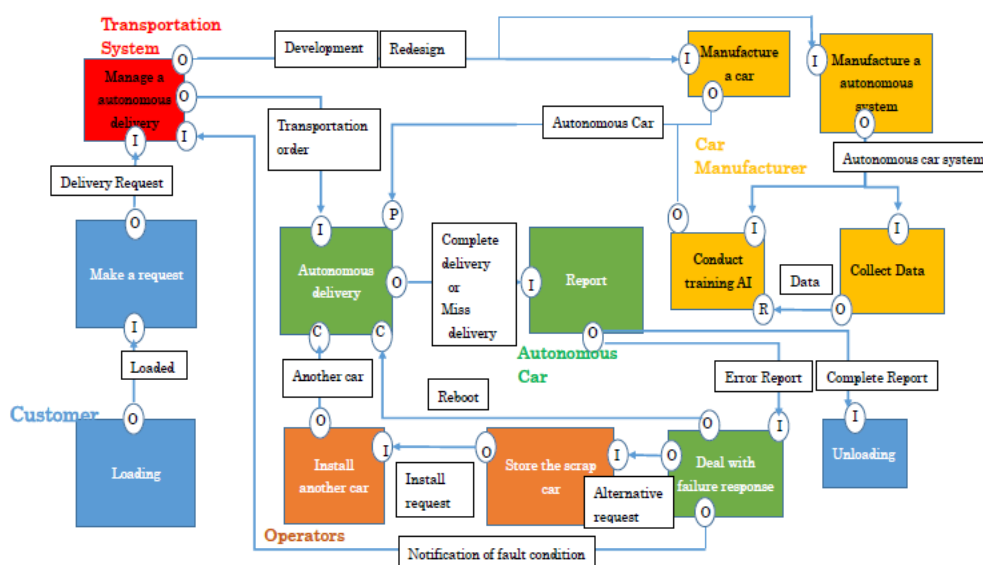 Transportation
System
O
Development
Redesign
I
Manufacture
a car
I
Manufacture a
autonomous
system
Manage a
autonomous
delivery
O
I
I
O
O
Transportation
order
Autonomous Car
Car
Manufacturer
Autonomous car system
Delivery Request
O
Make a request
I
P
I
Autonomous
delivery
O
C
C
Complete
delivery
or
Miss
delivery
I
Report
O
O
I
Conduct
training AI
R
Data
I
Collect Data
O
Autonomous
Car
Loaded
Another car
Reboot
Error Report
Complete Report
Customer
O
Loading
O
Install
another car
I
Install
request
O
Store the scrap
car
I
Alternative
request
O
O
I
Deal with
failure response
O
I
Unloading
Operators
Notification of fault condition